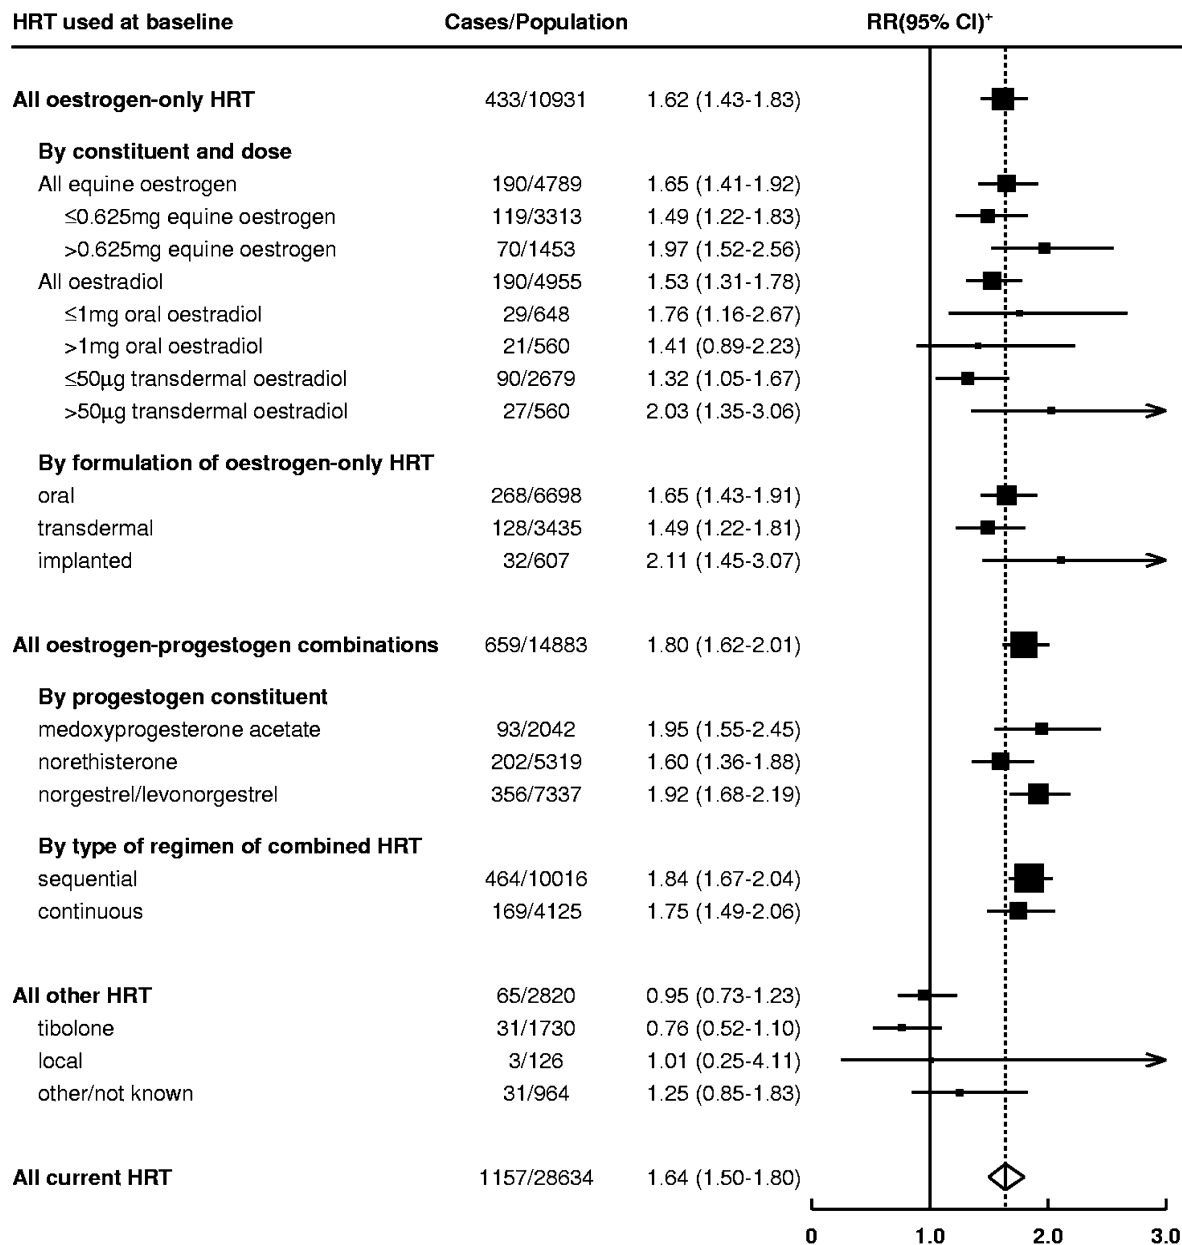 HRT used at baseline Cases/Population RR(95% CI)+
All oestrogen-only HRT 433/10931 1.62 (1.43-1.83)
By constituent and dose
All equine oestrogen 190/4789 1.65 (1.41-1.92)
≤0.625mg equine oestrogen 119/3313 1.49 (1.22-1.83)
>0.625mg equine oestrogen 70/1453 1.97 (1.52-2.56)
All oestradiol 190/4955 1.53 (1.31-1.78)
≤1mg oral oestradiol 29/648 1.76 (1.16-2.67)
>1mg oral oestradiol 21/560 1.41 (0.89-2.23)
≤50μg transdermal oestradiol 90/2679 1.32 (1.05-1.67)
>50μg transdermal oestradiol 27/560 2.03 (1.35-3.06)
By formulation of oestrogen-only HRT
oral 268/6698 1.65 (1.43-1.91)
transdermal 128/3435 1.49 (1.22-1.81)
implanted 32/607 2.11 (1.45-3.07)
All oestrogen-progestogen combinations 659/14883 1.80 (1.62-2.01)
By progestogen constituent
medoxyprogesterone acetate 93/2042 1.95 (1.55-2.45)
norethisterone 202/5319 1.60 (1.36-1.88)
norgestrel/levonorgestrel 356/7337 1.92 (1.68-2.19)
By type of regimen of combined HRT
sequential 464/10016 1.84 (1.67-2.04)
continuous 169/4125 1.75 (1.49-2.06)
All other HRT 65/2820 0.95 (0.73-1.23)
tibolone 31/1730 0.76 (0.52-1.10)
local 3/126 1.01 (0.25-4.11)
other/not known 31/964 1.25 (0.85-1.83)
All current HRT 1157/28634 1.64 (1.50-1.80)
0 1.0 2.0 3.0